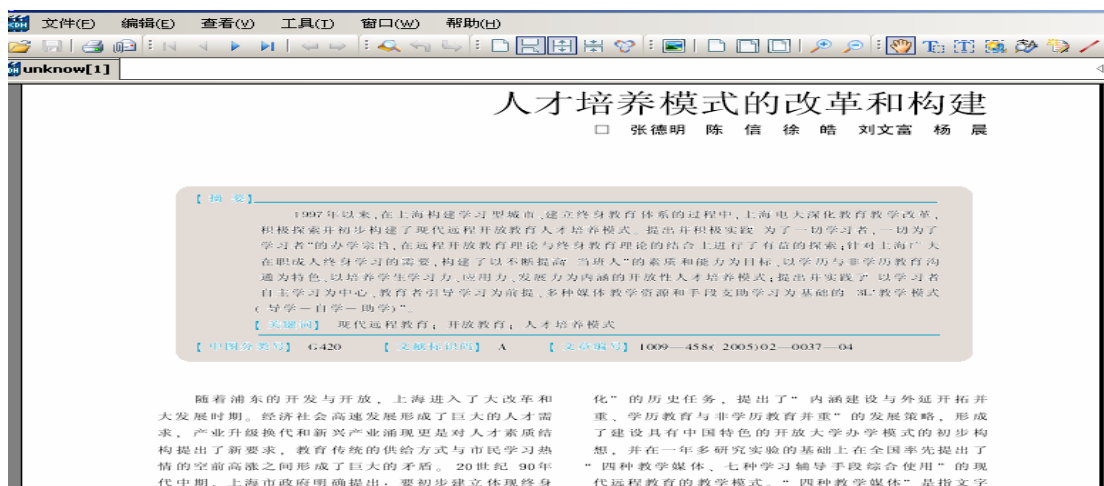 文件(F) 编辑(E) 查看(V) 工具(T) 窗口(W) 帮助(H)
unknow[1]
人才培养模式的改革和构建
□ 张德明 陈 信 徐 皓 刘文富 杨 晨
【摘 要】
1997年以来,在上海构建学习型城市、建立终身教育体系的过程中,上海电大深化教育教学改革,
积极探索并初步构建了现代远程开放教育人才培养模式。提出并积极实践 为了一切学习者,一切为了
学习者"的办学宗旨,在远程开放教育理论与终身教育理论的结合上进行了有益的探索;针对上海广大
在职成人终身学习的需要,构建了以不断提高 当班人"的素质和能力为目标,以学历与非学历教育沟
通为特色、以培养学生学习力、应用力、发展力为内涵的开放性人才培养模式;提出并实践了 以学习者
自主学习为中心、教育者引导学习为前提,多种媒体教学资源和手段支助学习为基础的 3L"教学模式
( 导学—自学—助学)"。
【关键词】 现代远程教育; 开放教育; 人才培养模式
【中图分类号】 G420 【文献标识码】 A 【文章编号】 1009—458x( 2005)02—0037—04
随着浦东的开发与开放, 上海进入了大改革和
大发展时期。经济社会高速发展形成了巨大的人才需
求, 产业升级换代和新兴产业涌现更是对人才素质结
构提出了新要求, 教育传统的供给方式与市民学习热
情的空前高涨之间形成了巨大的矛盾。 20世纪 90年
代中期, 上海市政府明确提出: 要初步建立体现终身
化" 的历史任务, 提出了" 内涵建设与外延开拓并
重、学历教育与非学历教育并重" 的发展策略, 形成
了建设具有中国特色的开放大学办学模式的初步构
想, 并在一年多研究实验的基础上在全国率先提出了
" 四种教学媒体、七种学习辅导手段综合使用" 的现
代远程教育的教学模式。" 四种教学媒体" 是指文字